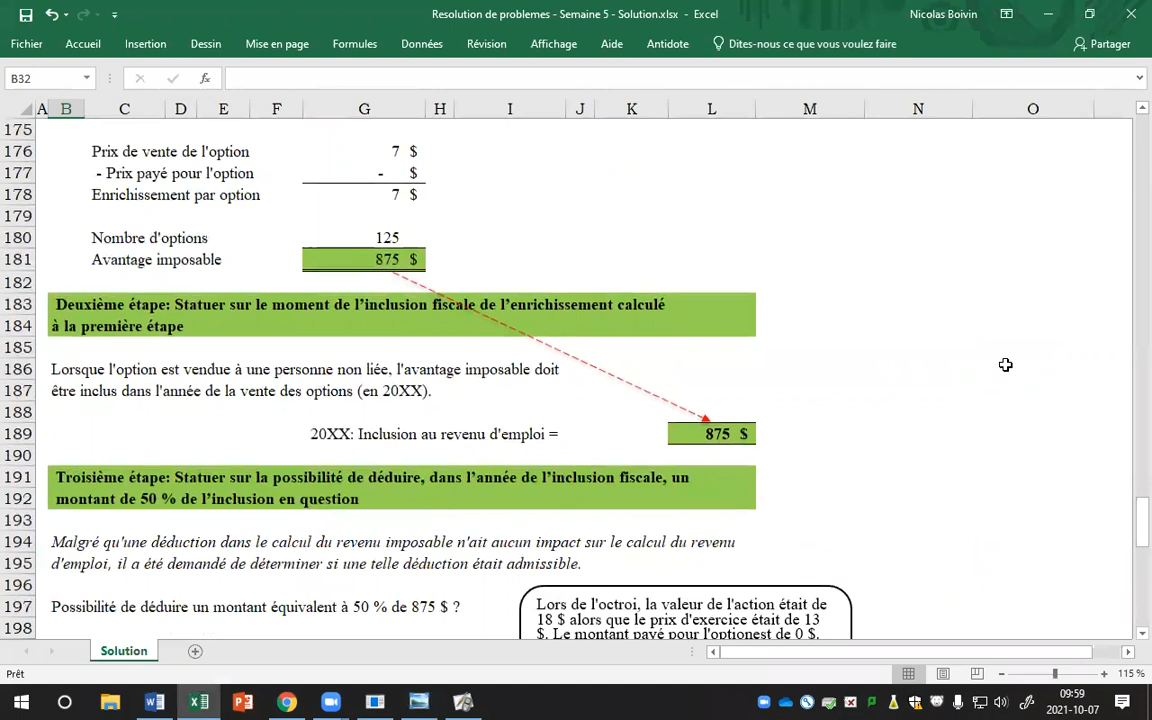 Resolution de problemes - Semaine 5 - Solution.xlsx - Excel
Nicolas Boivin
Fichier Accueil Insertion Dessin Mise en page Formules Données Révision Affichage Aide Antidote Dites-nous ce que vous voulez faire Partager
B32 fx
A B C D E F G H I J K L M N O
175
176 Prix de vente de l'option 7 $
177 - Prix payé pour l'option - $
178 Enrichissement par option 7 $
179
180 Nombre d'options 125
181 Avantage imposable 875 $
182
183 Deuxième étape: Statuer sur le moment de l’inclusion fiscale de l’enrichissement calculé
184 à la première étape
185
186 Lorsque l'option est vendue à une personne non liée, l'avantage imposable doit
187 être inclus dans l'année de la vente des options (en 20XX).
188
189 20XX: Inclusion au revenu d'emploi = 875 $
190
191 Troisième étape: Statuer sur la possibilité de déduire, dans l’année de l’inclusion fiscale, un
192 montant de 50 % de l’inclusion en question
193
194 Malgré qu'une déduction dans le calcul du revenu imposable n'ait aucun impact sur le calcul du revenu
195 d'emploi, il a été demandé de déterminer si une telle déduction était admissible.
196
197 Possibilité de déduire un montant équivalent à 50 % de 875 $ ?
198
Lors de l'octroi, la valeur de l'action était de
18 $ alors que le prix d'exercice était de 13
$. Le montant payé pour l'optionest de 0 $.
Solution
Prêt
115 %
09:59
2021-10-07